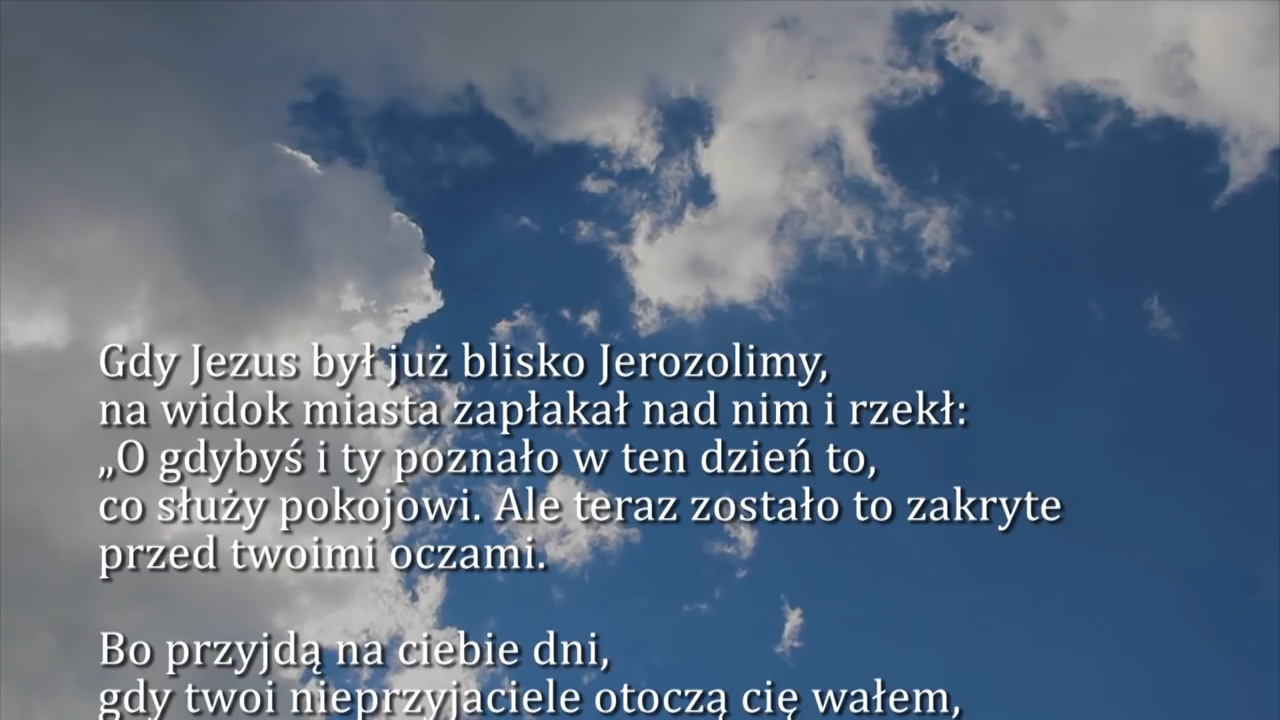 Gdy Jezus był już blisko Jerozolimy,
na widok miasta zapłakał nad nim i rzekł:
„O gdybyś i ty poznało w ten dzień to,
co służy pokojowi. Ale teraz zostało to zakryte
przed twoimi oczami.
Bo przyjdą na ciebie dni,
gdy twoi nieprzyjaciele otoczą cię wałem,